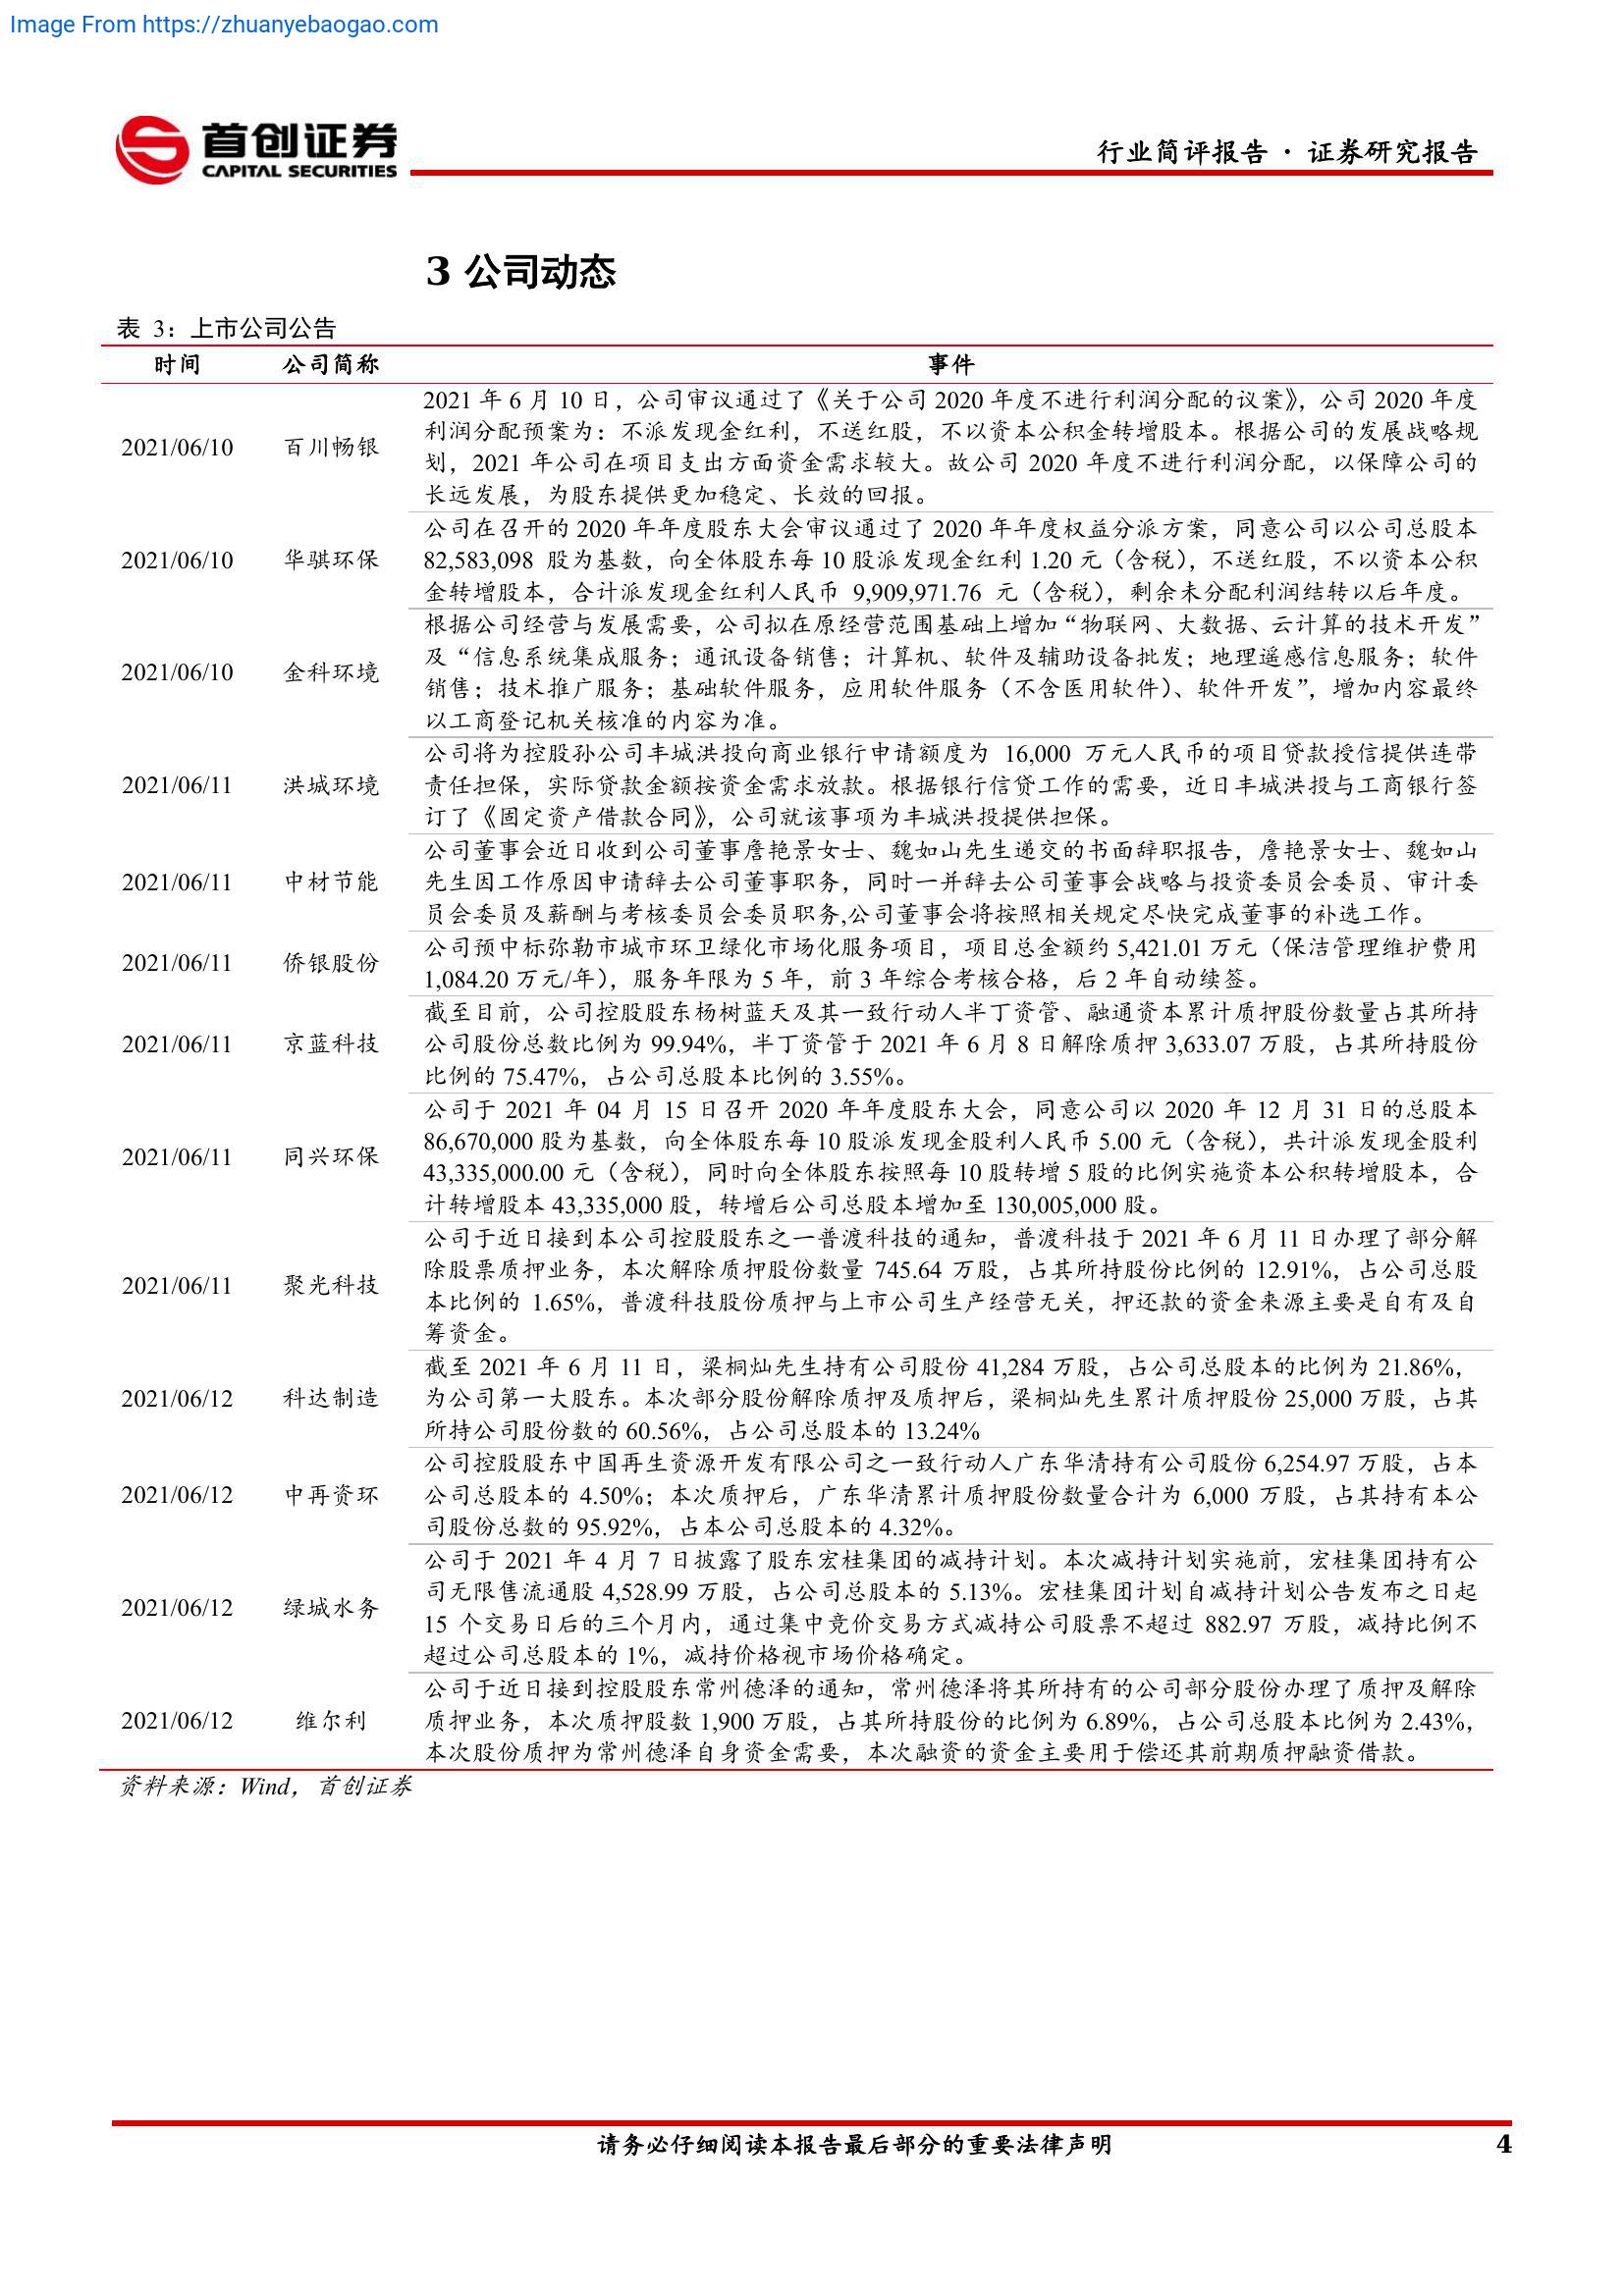 Image From https://zhuanyebaogao.com
首创证券
CAPITAL SECURITIES
行业简评报告 · 证券研究报告
3 公司动态
表 3：上市公司公告
时间 公司简称 事件
2021/06/10 百川畅银
2021 年 6 月 10 日，公司审议通过了《关于公司 2020 年度不进行利润分配的议案》，公司 2020 年度
利润分配预案为：不派发现金红利，不送红股，不以资本公积金转增股本。根据公司的发展战略规
划，2021 年公司在项目支出方面资金需求较大。故公司 2020 年度不进行利润分配，以保障公司的
长远发展，为股东提供更加稳定、长效的回报。
2021/06/10 华骐环保
公司在召开的 2020 年年度股东大会审议通过了 2020 年年度权益分派方案，同意公司以公司总股本
82,583,098 股为基数，向全体股东每 10 股派发现金红利 1.20 元（含税），不送红股，不以资本公积
金转增股本，合计派发现金红利人民币 9,909,971.76 元（含税），剩余未分配利润结转以后年度。
2021/06/10 金科环境
根据公司经营与发展需要，公司拟在原经营范围基础上增加“物联网、大数据、云计算的技术开发”
及“信息系统集成服务；通讯设备销售；计算机、软件及辅助设备批发；地理遥感信息服务；软件
销售；技术推广服务；基础软件服务，应用软件服务（不含医用软件）、软件开发”，增加内容最终
以工商登记机关核准的内容为准。
2021/06/11 洪城环境
公司将为控股孙公司丰城洪投向商业银行申请额度为 16,000 万元人民币的项目贷款授信提供连带
责任担保，实际贷款金额按资金需求放款。根据银行信贷工作的需要，近日丰城洪投与工商银行签
订了《固定资产借款合同》，公司就该事项为丰城洪投提供担保。
2021/06/11 中材节能
公司董事会近日收到公司董事詹艳景女士、魏如山先生递交的书面辞职报告，詹艳景女士、魏如山
先生因工作原因申请辞去公司董事职务，同时一并辞去公司董事会战略与投资委员会委员、审计委
员会委员及薪酬与考核委员会委员职务,公司董事会将按照相关规定尽快完成董事的补选工作。
2021/06/11 侨银股份
公司预中标弥勒市城市环卫绿化市场化服务项目，项目总金额约 5,421.01 万元（保洁管理维护费用
1,084.20 万元/年），服务年限为 5 年，前 3 年综合考核合格，后 2 年自动续签。
2021/06/11 京蓝科技
截至目前，公司控股股东杨树蓝天及其一致行动人半丁资管、融通资本累计质押股份数量占其所持
公司股份总数比例为 99.94%，半丁资管于 2021 年 6 月 8 日解除质押 3,633.07 万股，占其所持股份
比例的 75.47%，占公司总股本比例的 3.55%。
2021/06/11 同兴环保
公司于 2021 年 04 月 15 日召开 2020 年年度股东大会，同意公司以 2020 年 12 月 31 日的总股本
86,670,000 股为基数，向全体股东每 10 股派发现金股利人民币 5.00 元（含税），共计派发现金股利
43,335,000.00 元（含税），同时向全体股东按照每 10 股转增 5 股的比例实施资本公积转增股本，合
计转增股本 43,335,000 股，转增后公司总股本增加至 130,005,000 股。
2021/06/11 聚光科技
公司于近日接到本公司控股股东之一普渡科技的通知，普渡科技于 2021 年 6 月 11 日办理了部分解
除股票质押业务，本次解除质押股份数量 745.64 万股，占其所持股份比例的 12.91%，占公司总股
本比例的 1.65%，普渡科技股份质押与上市公司生产经营无关，押还款的资金来源主要是自有及自
筹资金。
2021/06/12 科达制造
截至 2021 年 6 月 11 日，梁桐灿先生持有公司股份 41,284 万股，占公司总股本的比例为 21.86%，
为公司第一大股东。本次部分股份解除质押及质押后，梁桐灿先生累计质押股份 25,000 万股，占其
所持公司股份数的 60.56%，占公司总股本的 13.24%
2021/06/12 中再资环
公司控股股东中国再生资源开发有限公司之一致行动人广东华清持有公司股份 6,254.97 万股，占本
公司总股本的 4.50%；本次质押后，广东华清累计质押股份数量合计为 6,000 万股，占其持有本公
司股份总数的 95.92%，占本公司总股本的 4.32%。
2021/06/12 绿城水务
公司于 2021 年 4 月 7 日披露了股东宏桂集团的减持计划。本次减持计划实施前，宏桂集团持有公
司无限售流通股 4,528.99 万股，占公司总股本的 5.13%。宏桂集团计划自减持计划公告发布之日起
15 个交易日后的三个月内，通过集中竞价交易方式减持公司股票不超过 882.97 万股，减持比例不
超过公司总股本的 1%，减持价格视市场价格确定。
2021/06/12 维尔利
公司于近日接到控股股东常州德泽的通知，常州德泽将其所持有的公司部分股份办理了质押及解除
质押业务，本次质押股数 1,900 万股，占其所持股份的比例为 6.89%，占公司总股本比例为 2.43%，
本次股份质押为常州德泽自身资金需要，本次融资的资金主要用于偿还其前期质押融资借款。
资料来源：Wind，首创证券
请务必仔细阅读本报告最后部分的重要法律声明
4